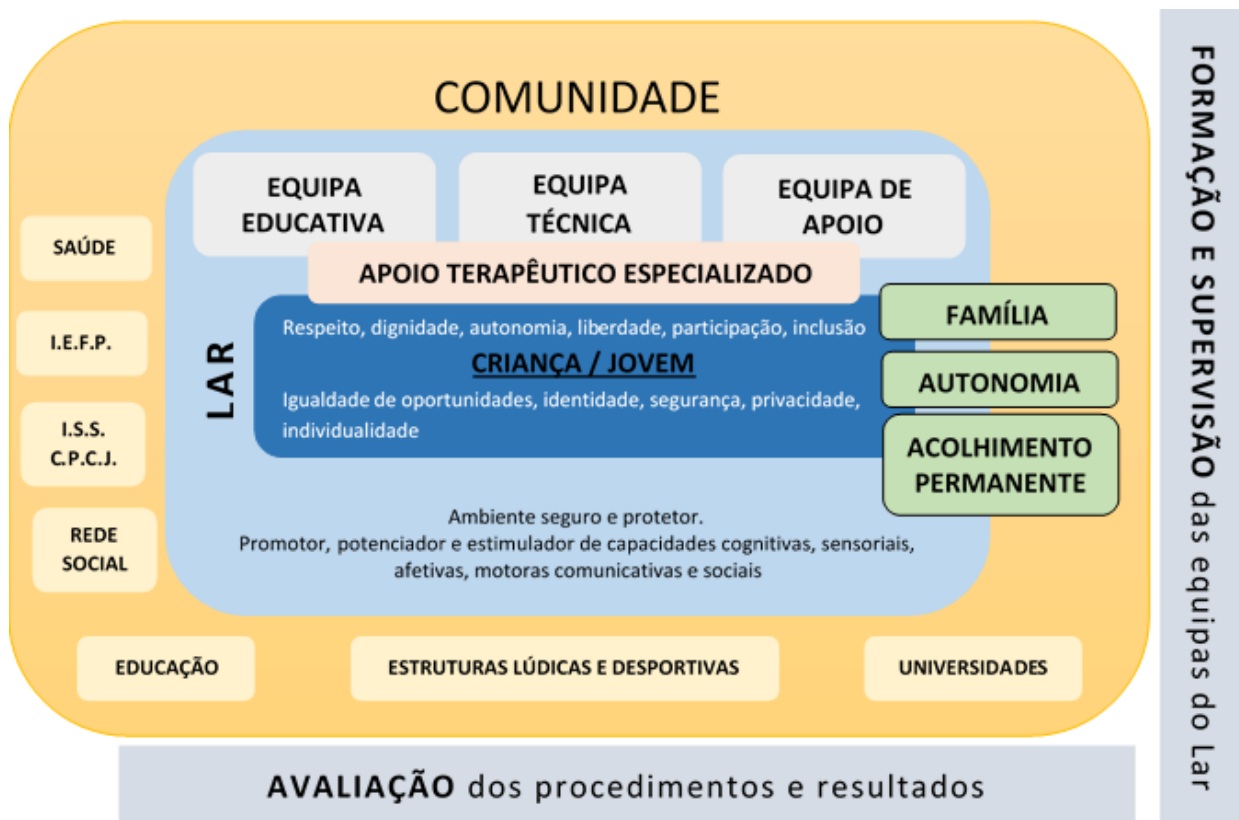 COMUNIDADE
EQUIPA
EDUCATIVA
EQUIPA
TÉCNICA
EQUIPA DE
APOIO
APOIO TERAPÊUTICO ESPECIALIZADO
SAÚDE
I.E.F.P.
I.S.S.
C.P.C.J.
REDE
SOCIAL
LAR
Respeito, dignidade, autonomia, liberdade, participação, inclusão
CRIANÇA / JOVEM
Igualdade de oportunidades, identidade, segurança, privacidade,
individualidade
FAMÍLIA
AUTONOMIA
ACOLHIMENTO
PERMANENTE
Ambiente seguro e protetor.
Promotor, potenciador e estimulador de capacidades cognitivas, sensoriais,
afetivas, motoras comunicativas e sociais
EDUCAÇÃO
ESTRUTURAS LÚDICAS E DESPORTIVAS
UNIVERSIDADES
AVALIAÇÃO dos procedimentos e resultados
FORMAÇÃO E SUPERVISÃO das equipas do Lar